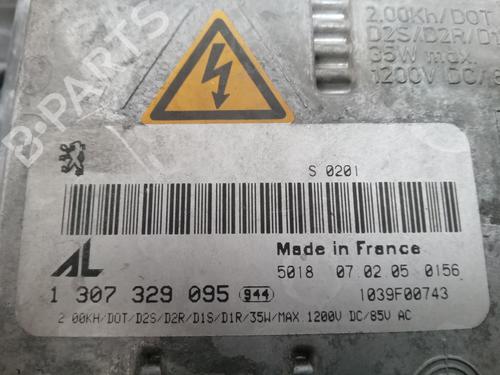 2.00Kh/DOT
D2S/D2R/D1
35W max.
1200V DC/
B-PARTS
S 0201
AL
Made in France
5018 07.02.05 0156
1 307 329 095 944
1039F00743
2 00KH/DOT/D2S/D2R/D1S/D1R/35W/MAX 1200V DC/85V AC